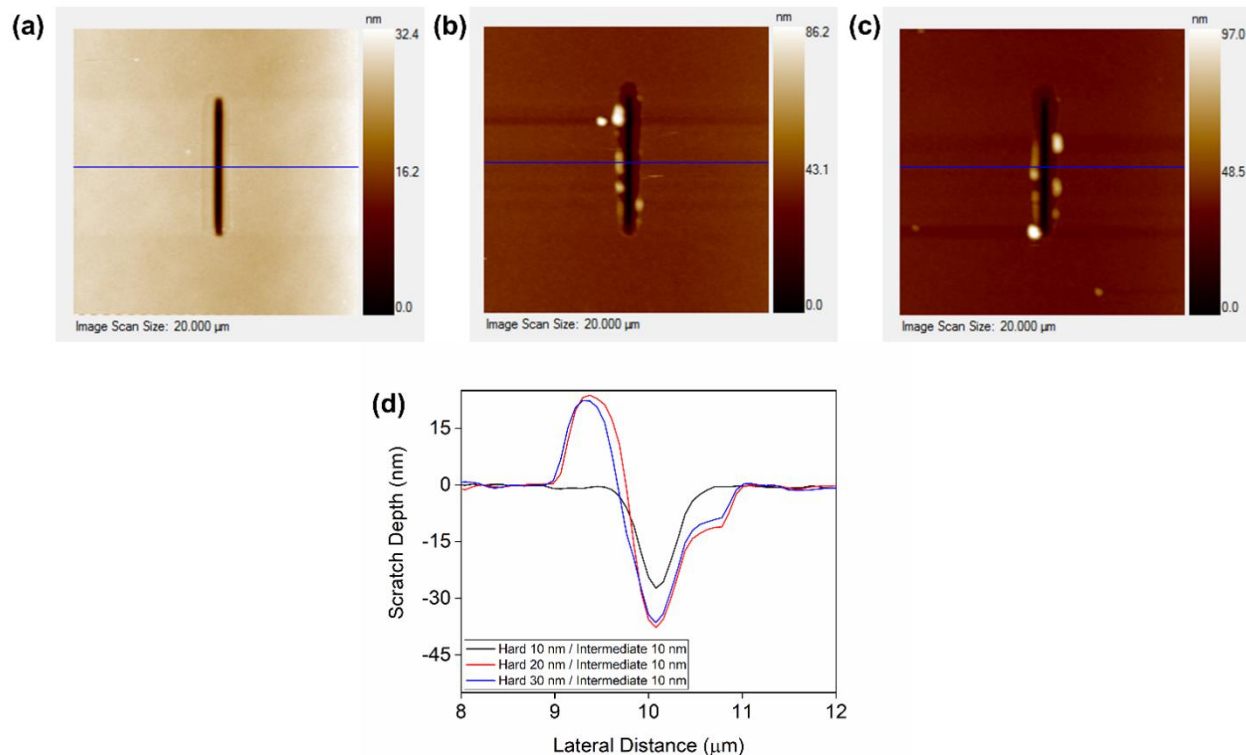 (a)
nm
32.4
16.2
0.0
Image Scan Size: 20.000 µm
(b)
nm
86.2
43.1
0.0
Image Scan Size: 20.000 µm
(c)
nm
97.0
48.5
0.0
Image Scan Size: 20.000 µm
(d)
15
0
-15
-30
-45
Scratch Depth (nm)
Hard 10 nm / Intermediate 10 nm
Hard 20 nm / Intermediate 10 nm
Hard 30 nm / Intermediate 10 nm
8 9 10 11 12
Lateral Distance (µm)